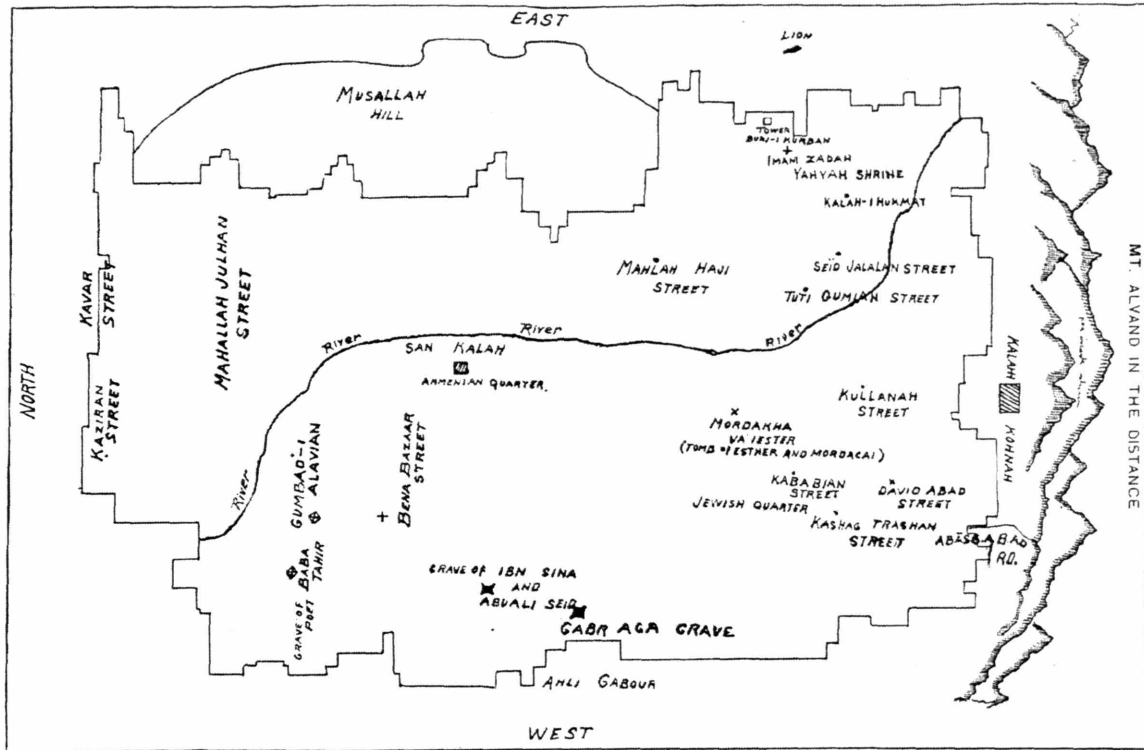 EAST
LION
MUSALLAH
HILL
TOWER
BURJ-I KURBAN
IMAM ZADAH
YAHYAH SHRINE
KALAH-I HUKMAT
MAHLAH HAJI
STREET
SEID JALALAN STREET
TUTI GUMIAH STREET
KAVAR
STREET
MAHALLAH JULHAN
STREET
MT. ALVAND IN THE DISTANCE
NORTH
KAZIRAN
STREET
River
River
River
River
SAN KALAH
ARMENIAN QUARTER.
KULLANAH
STREET
KALAH
KOHNAH
MORDAKHA
VA IESTER
(TOMB OF ESTHER AND MORDACAI)
GUMBAD-I
ALAVIAN
BENA BAZAAR
STREET
KABABIAN
STREET
JEWISH QUARTER
DAVID ABAD
STREET
KASHAG TRASHAN
STREET
ABASBABAD
RD.
GRAVE OF
POET
BABA
TAHIR
GRAVE OF IBN SINA
AND
ABUALI SEID
GABR AGA GRAVE
AHLI GABOUR
WEST